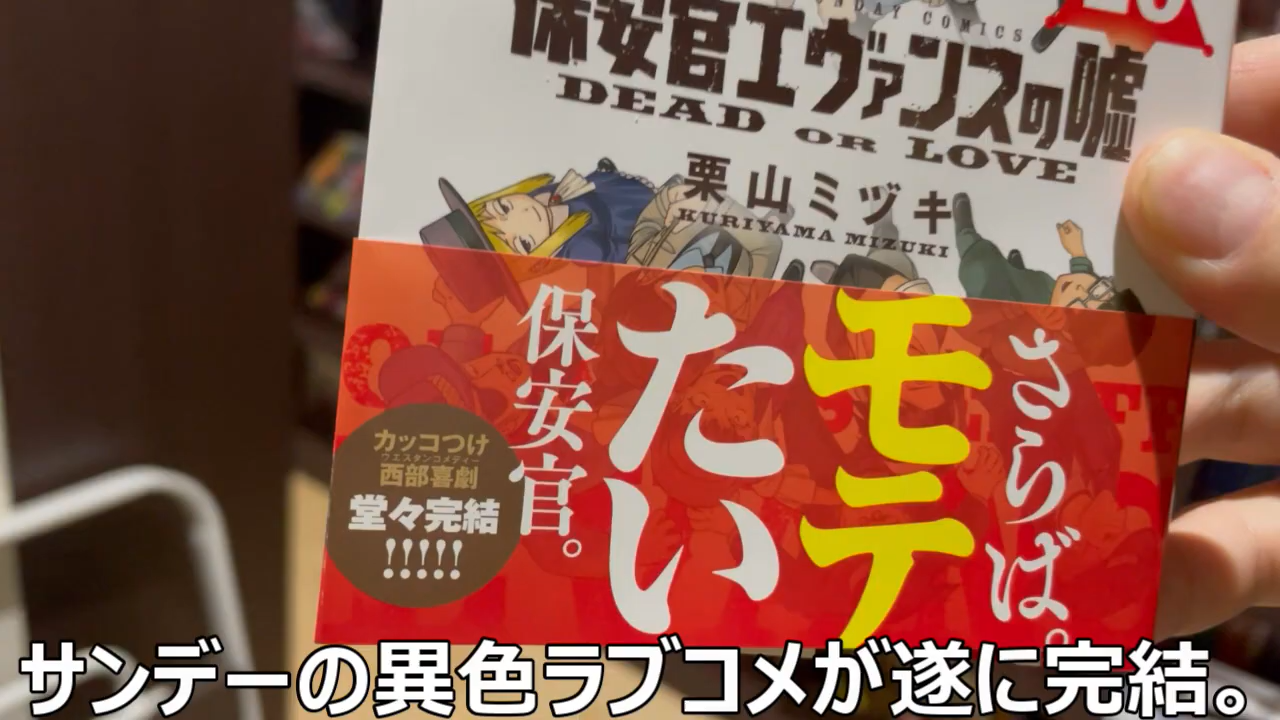 保安官エヴァンスの嘘
DEAD OR LOVE
栗山ミヅキ
KURIYAMA MIZUKI
さらば。
モテ
たい
保安官。
カッコつけ
ウエスタンコメディー
西部喜劇
堂々完結
!!!!!
サンデーの異色ラブコメが遂に完結。